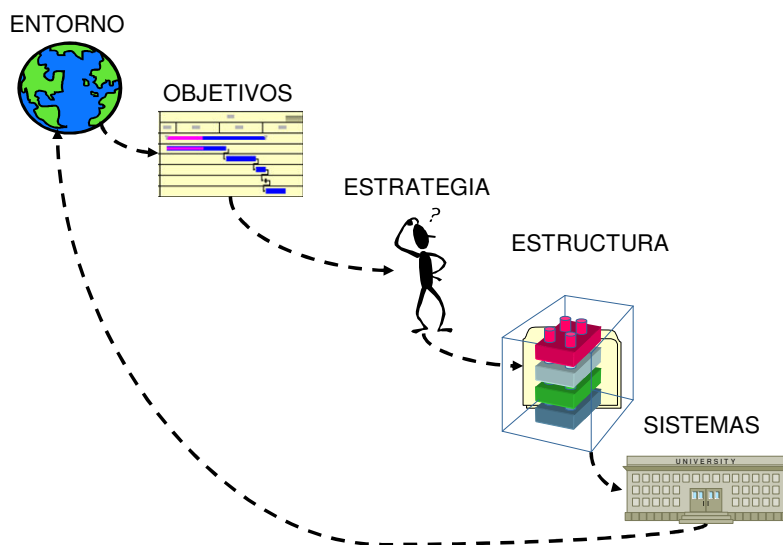 ENTORNO
OBJETIVOS
ESTRATEGIA
?
ESTRUCTURA
SISTEMAS
UNIVERSITY